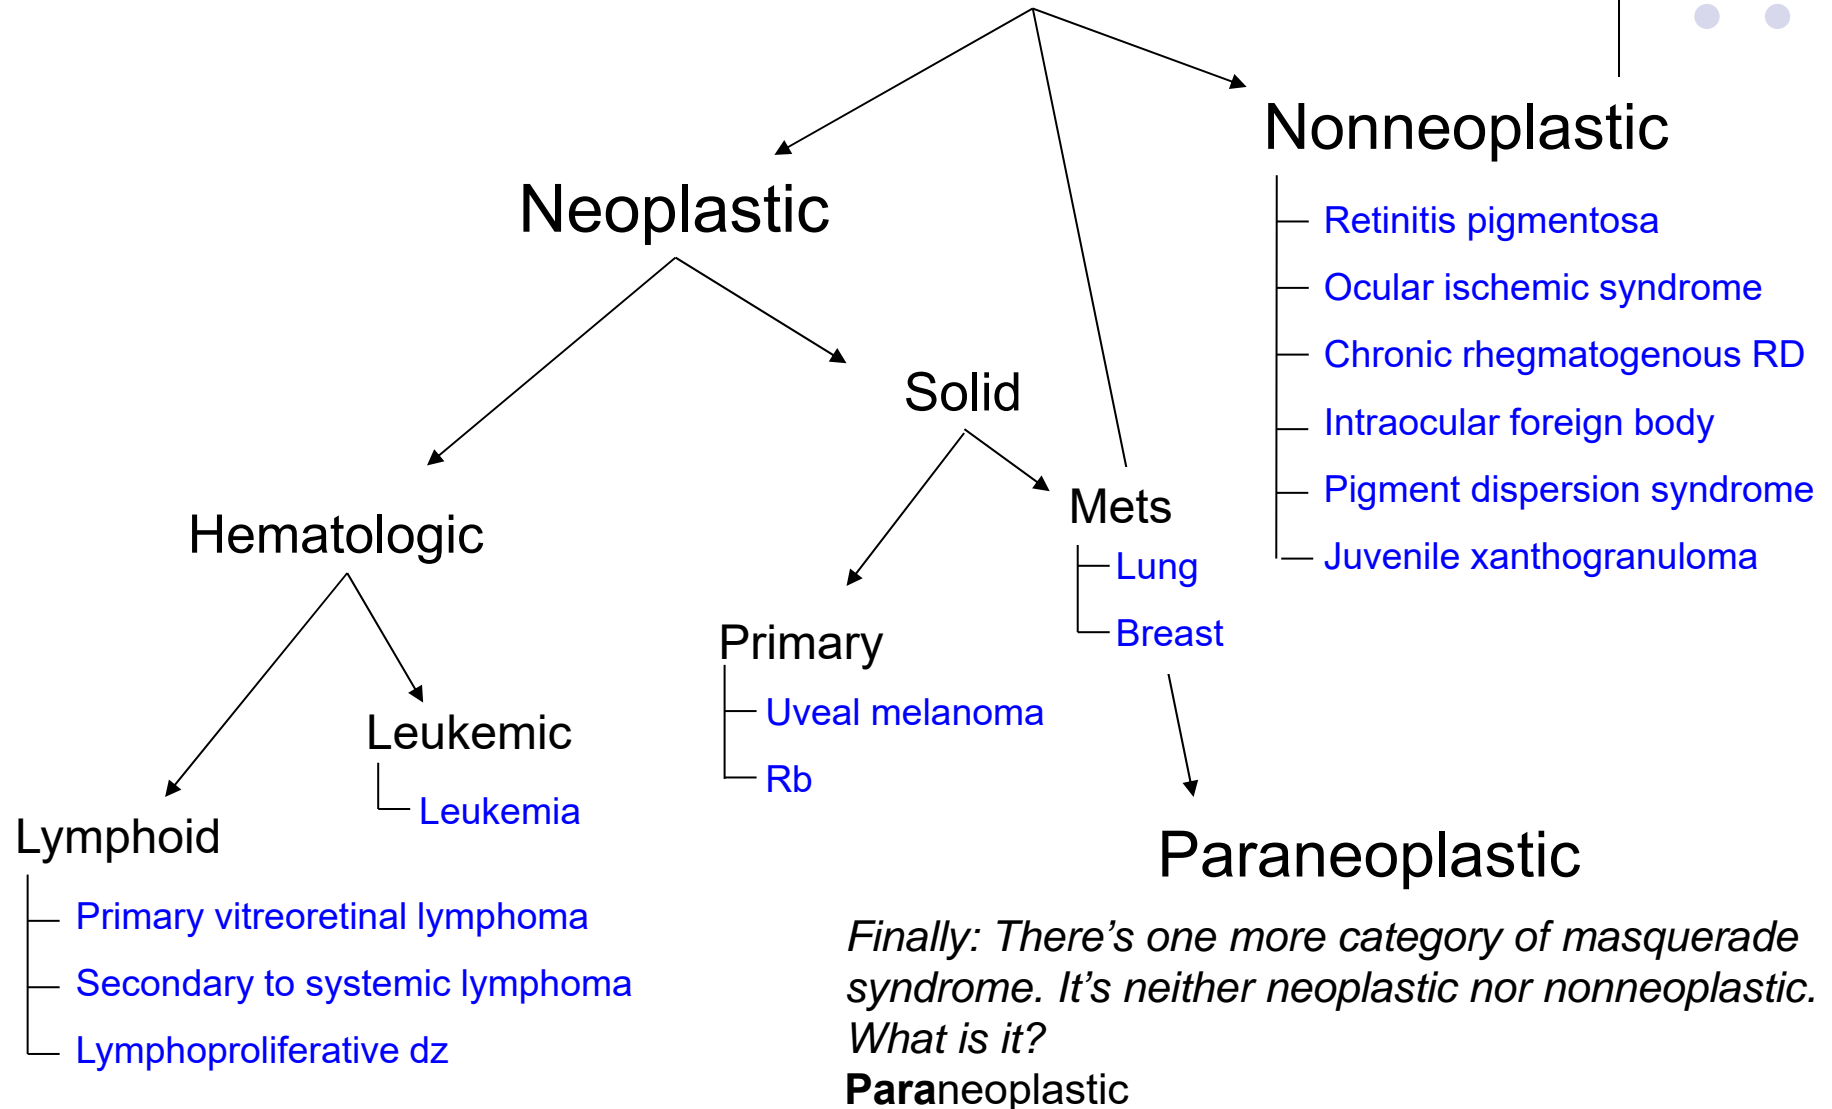 Neoplastic
Nonneoplastic
Retinitis pigmentosa
Ocular ischemic syndrome
Chronic rhegmatogenous RD
Intraocular foreign body
Pigment dispersion syndrome
Juvenile xanthogranuloma
Solid
Mets
Lung
Breast
Hematologic
Primary
Uveal melanoma
Rb
Leukemic
Leukemia
Lymphoid
Primary vitreoretinal lymphoma
Secondary to systemic lymphoma
Lymphoproliferative dz
Paraneoplastic
Finally: There’s one more category of masquerade
syndrome. It’s neither neoplastic nor nonneoplastic.
What is it?
Paraneoplastic